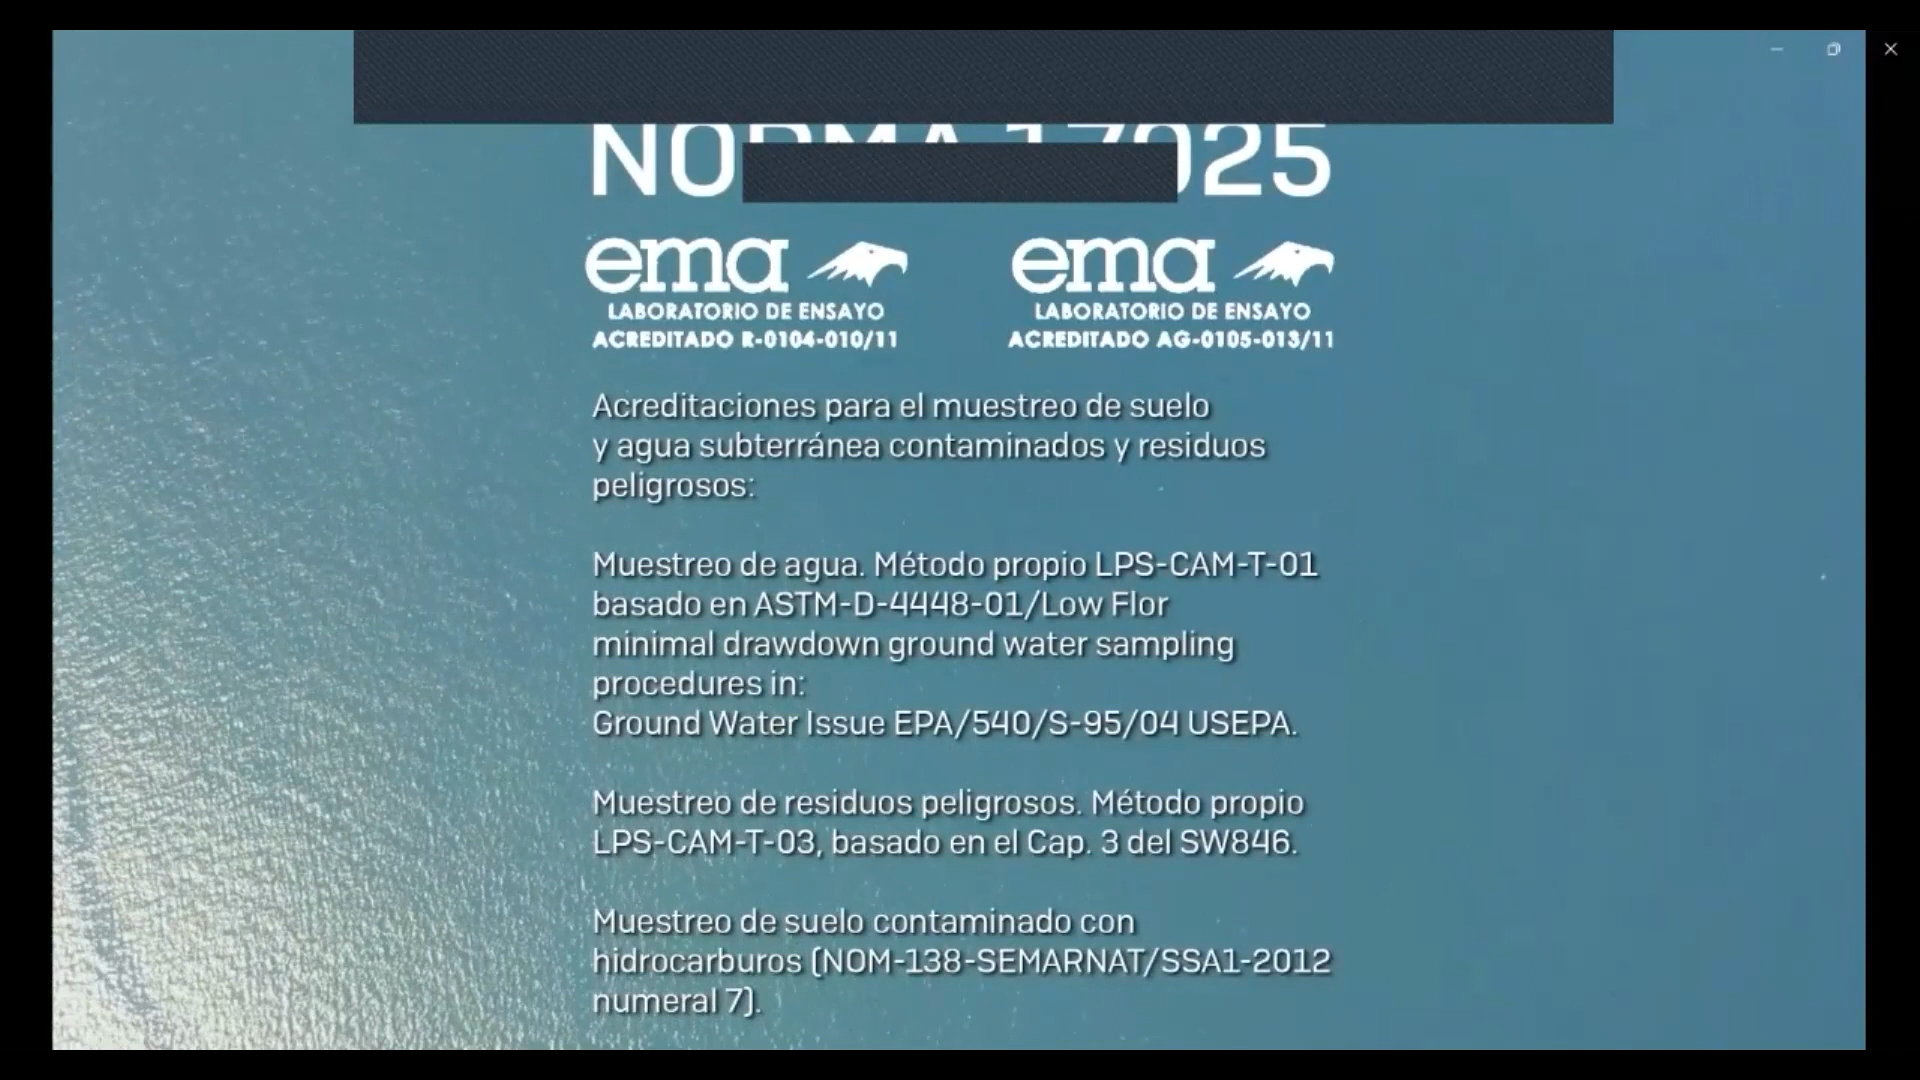 ema
LABORATORIO DE ENSAYO
ACREDITADO R-0104-010/11
ema
LABORATORIO DE ENSAYO
ACREDITADO AG-0105-013/11
Acreditaciones para el muestreo de suelo
y agua subterránea contaminados y residuos
peligrosos:
Muestreo de agua. Método propio LPS-CAM-T-01
basado en ASTM-D-4448-01/Low Flor
minimal drawdown ground water sampling
procedures in:
Ground Water Issue EPA/540/S-95/04 USEPA.
Muestreo de residuos peligrosos. Método propio
LPS-CAM-T-03, basado en el Cap. 3 del SW846.
Muestreo de suelo contaminado con
hidrocarburos (NOM-138-SEMARNAT/SSA1-2012
numeral 7).